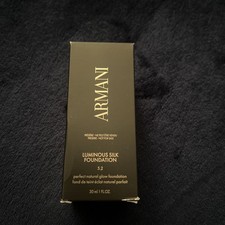 ARMANI
LUMINOUS SILK
FOUNDATION
perfect natural glow foundation
fond de teint éclat naturel parfait
30 ml 1 FL.OZ.